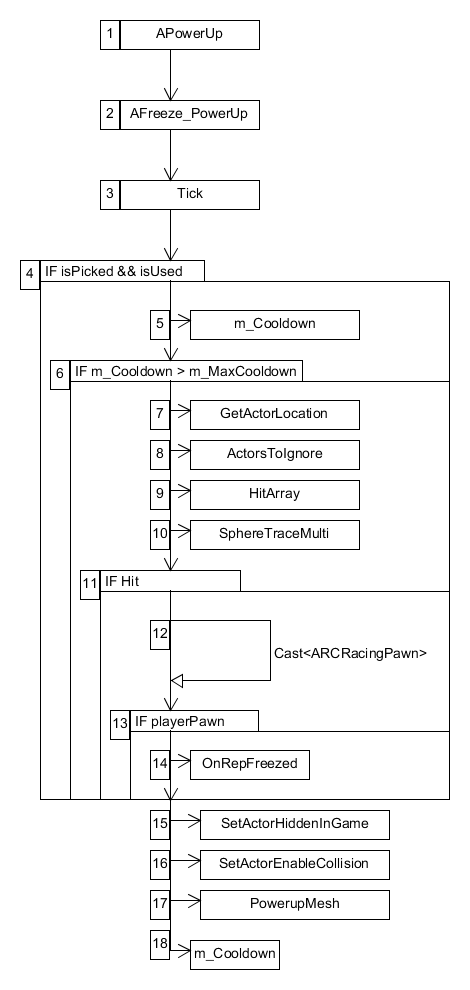 1 APowerUp
2 AFreeze_PowerUp
3 Tick
4 IF isPicked && isUsed
5 m_Cooldown
6 IF m_Cooldown > m_MaxCooldown
7 GetActorLocation
8 ActorsToIgnore
9 HitArray
10 SphereTraceMulti
11 IF Hit
12 Cast<ARCRacingPawn>
13 IF playerPawn
14 OnRepFreezed
15 SetActorHiddenInGame
16 SetActorEnableCollision
17 PowerupMesh
18 m_Cooldown